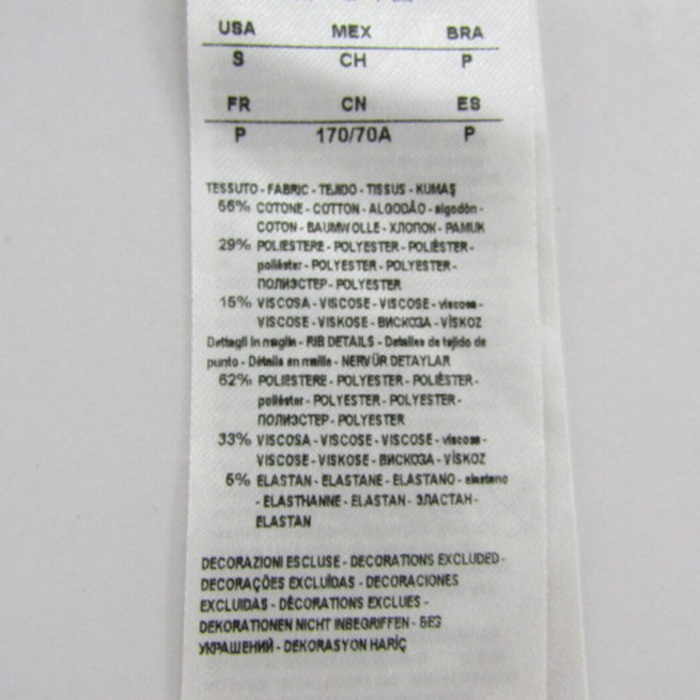 USA MEX BRA
S CH P
FR CN ES
P 170/70A P
TESSUTO - FABRIC - TEJIDO - TISSUS - KUMAŞ
56% COTONE - COTTON - ALGODÃO - algodón -
COTON - BAUMWOLLE - ХЛОПОК - PAMUK
29% POLIESTERE - POLYESTER - POLIÈSTER -
poliéster - POLYESTER - POLYESTER -
ПОЛИЭСТЕР - POLYESTER
15% VISCOSA - VISCOSE - VISCOSE - viscosa -
VISCOSE - VISKOSE - ВИСКОЗА - VİSKOZ
Dettagli in maglia - RIB DETAILS - Detalles de tejido de
punto - Détails en maille - NERVÜR DETAYLAR
62% POLIESTERE - POLYESTER - POLIÈSTER -
poliéster - POLYESTER - POLYESTER -
ПОЛИЭСТЕР - POLYESTER
33% VISCOSA - VISCOSE - VISCOSE - viscosa -
VISCOSE - VISKOSE - ВИСКОЗА - VİSKOZ
5% ELASTAN - ELASTANE - ELASTANO - elastano
- ELASTHANNE - ELASTAN - ЭЛАСТАН -
ELASTAN
DECORAZIONI ESCLUSE - DECORATIONS EXCLUDED -
DECORAÇÕES EXCLUÍDAS - DECORACIONES
EXCLUIDAS - DÉCORATIONS EXCLUES -
DEKORATIONEN NICHT INBEGRIFFEN - БЕЗ
УКРАШЕНИЙ - DEKORASYON HARİÇ